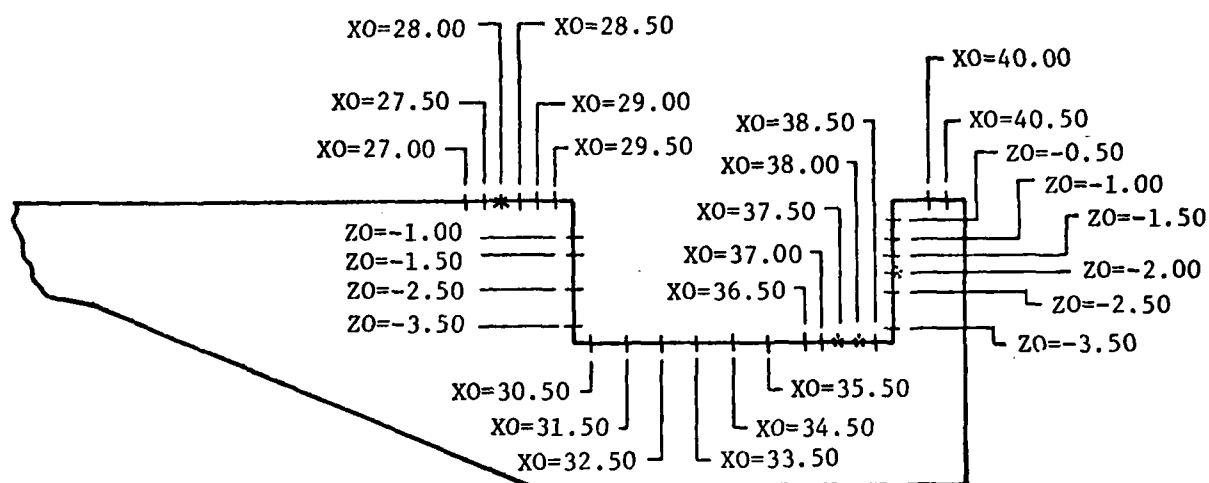 XO=28.00
XO=28.50
XO=40.00
XO=27.50
XO=29.00
XO=38.50
XO=40.50
XO=27.00
XO=29.50
XO=38.00
ZO=-0.50
ZO=-1.00
XO=37.50
ZO=-1.50
ZO=-1.00
ZO=-1.50
XO=37.00
ZO=-2.00
ZO=-2.50
XO=36.50
ZO=-2.50
ZO=-3.50
ZO=-3.50
XO=30.50
XO=35.50
XO=31.50
XO=34.50
XO=32.50
XO=33.50